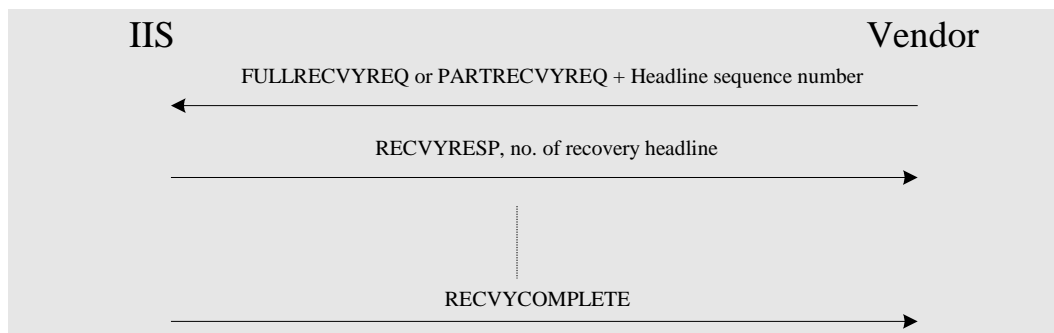 IIS Vendor
FULLRECVYREQ or PARTRECVYREQ + Headline sequence number
RECVYRESP, no. of recovery headline
RECVYCOMPLETE